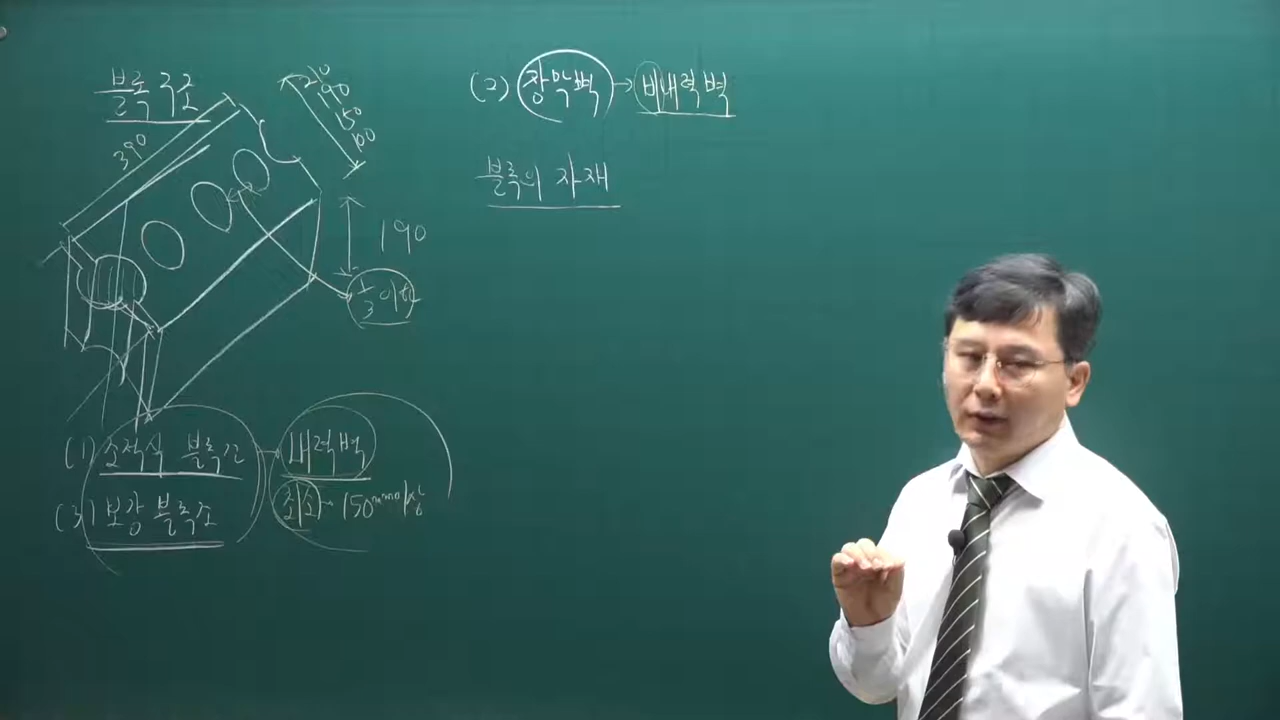 블록 구조
390
210
190
150
100
190
1/3 이하
(1) 조적식 블록조 → 내력벽
최소 150mm 이상
(3) 보강 블록조
(2) 장막벽 → 비내력벽
블록의 자재